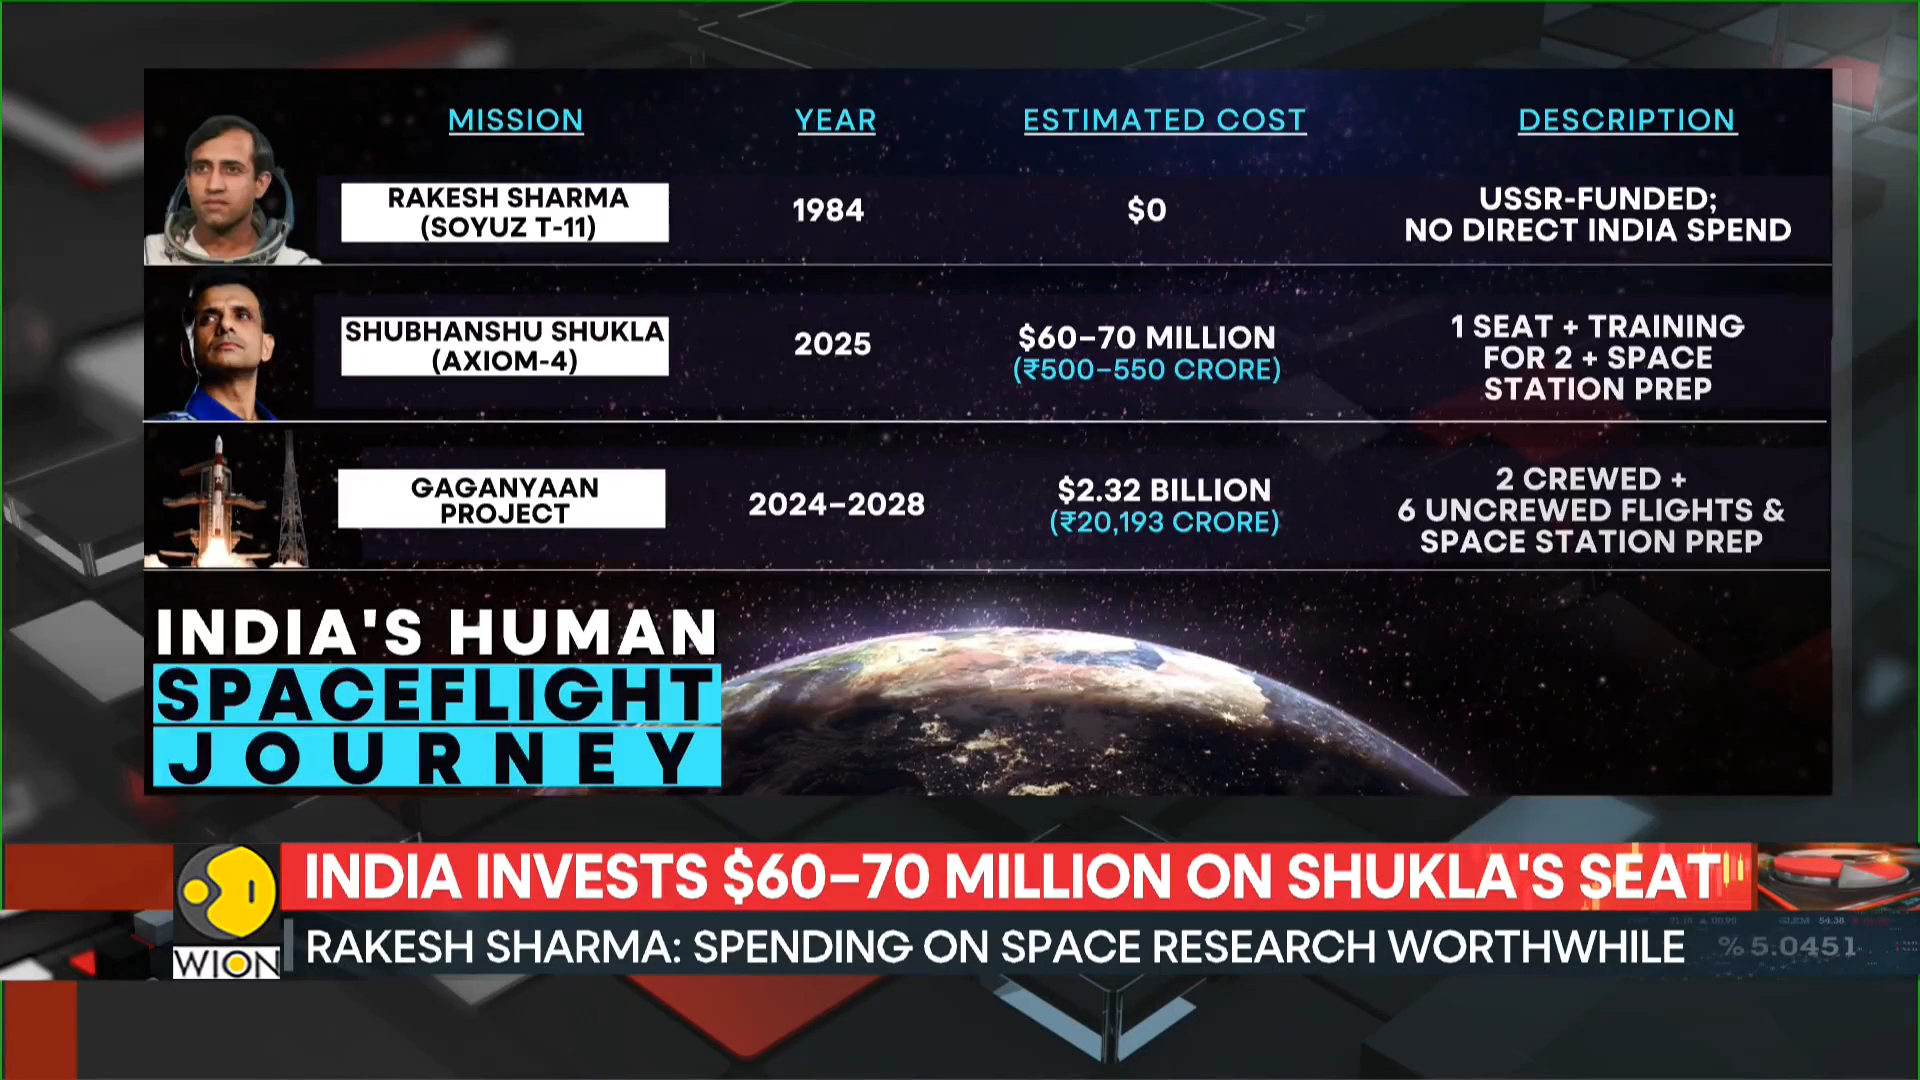 MISSION YEAR ESTIMATED COST DESCRIPTION
RAKESH SHARMA
(SOYUZ T-11)
1984
$0
USSR-FUNDED;
NO DIRECT INDIA SPEND
SHUBHANSHU SHUKLA
(AXIOM-4)
2025
$60–70 MILLION
(₹500–550 CRORE)
1 SEAT + TRAINING
FOR 2 + SPACE
STATION PREP
GAGANYAAN
PROJECT
2024–2028
$2.32 BILLION
(₹20,193 CRORE)
2 CREWED +
6 UNCREWED FLIGHTS &
SPACE STATION PREP
INDIA'S HUMAN
SPACEFLIGHT
JOURNEY
INDIA INVESTS $60–70 MILLION ON SHUKLA'S SEAT
WION
RAKESH SHARMA: SPENDING ON SPACE RESEARCH WORTHWHILE
% 5.0451